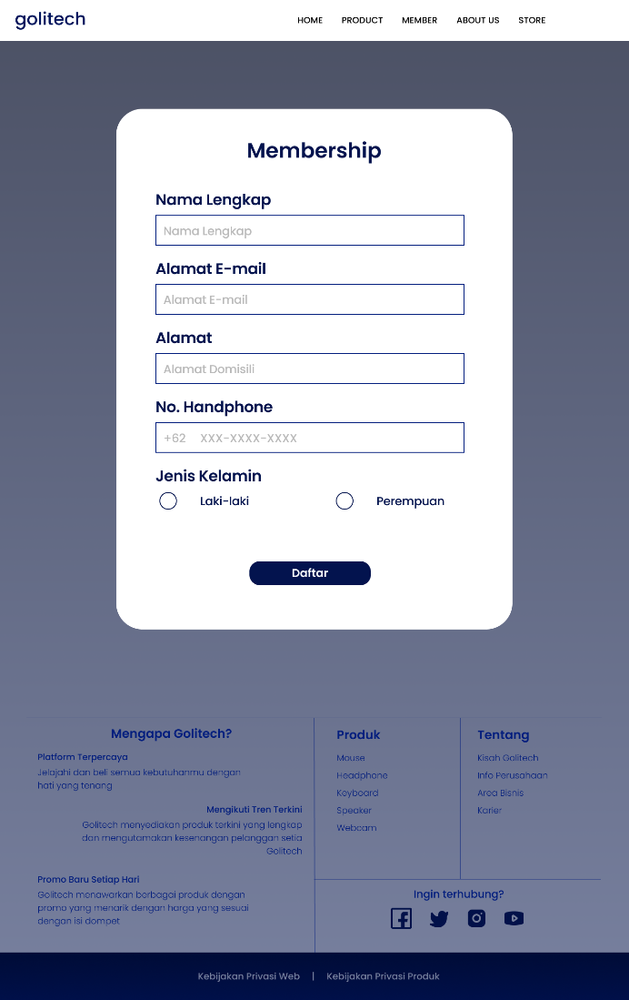 golitech
HOME PRODUCT MEMBER ABOUT US STORE
Membership
Nama Lengkap
Nama Lengkap
Alamat E-mail
Alamat E-mail
Alamat
Alamat Domisili
No. Handphone
+62 XXX-XXXX-XXXX
Jenis Kelamin
Laki-laki Perempuan
Daftar
Mengapa Golitech?
Platform Terpercaya
Jelajahi dan beli semua kebutuhanmu dengan
hati yang tenang
Mengikuti Tren Terkini
Golitech menyediakan produk terkini yang lengkap
dan mengutamakan kesenangan pelanggan setia
Golitech
Promo Baru Setiap Hari
Golitech menawarkan berbagai produk dengan
promo yang menarik dengan harga yang sesuai
dengan isi dompet
Produk
Mouse
Headphone
Keyboard
Speaker
Webcam
Tentang
Kisah Golitech
Info Perusahaan
Area Bisnis
Karier
Ingin terhubung?
Kebijakan Privasi Web | Kebijakan Privasi Produk